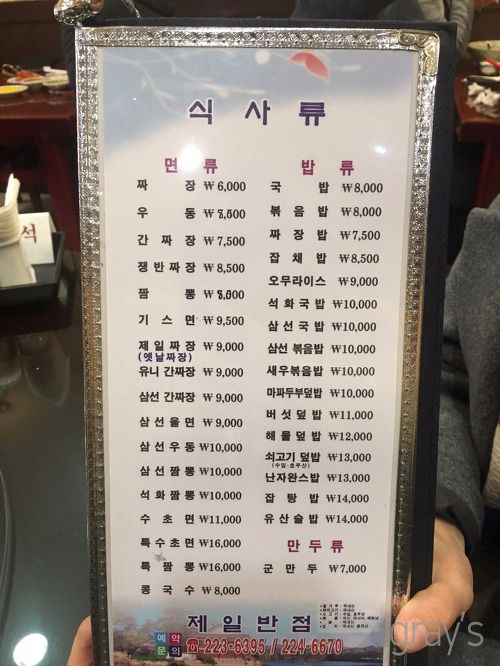 식사류
면류
짜장 ₩6,000
우동 ₩7,500
간짜장 ₩7,500
쟁반짜장 ₩8,500
짬뽕
기스면 ₩9,500
제일짜장 ₩9,000
(옛날짜장)
유니간짜장 ₩9,000
삼선간짜장 ₩9,000
삼선울면 ₩9,000
삼선우동 ₩10,000
삼선짬뽕 ₩10,000
석화짬뽕 ₩10,000
수초면 ₩11,000
특수초면 ₩16,000
특짬뽕 ₩16,000
콩국수 ₩8,000
밥류
국밥 ₩8,000
볶음밥 ₩8,000
짜장밥 ₩7,500
잡채밥 ₩8,500
오무라이스 ₩9,000
석화국밥 ₩10,000
삼선국밥 ₩10,000
삼선볶음밥 ₩10,000
새우볶음밥 ₩10,000
마파두부덮밥 ₩10,000
버섯덮밥 ₩11,000
해물덮밥 ₩12,000
쇠고기덮밥 ₩13,000
(수입-호주산)
난자완스밥 ₩13,000
잡탕밥 ₩14,000
유산슬밥 ₩14,000
만두류
군만두 ₩7,000
제일반점
예약문의 ☎223-6395 / 224-6670
석
gray's